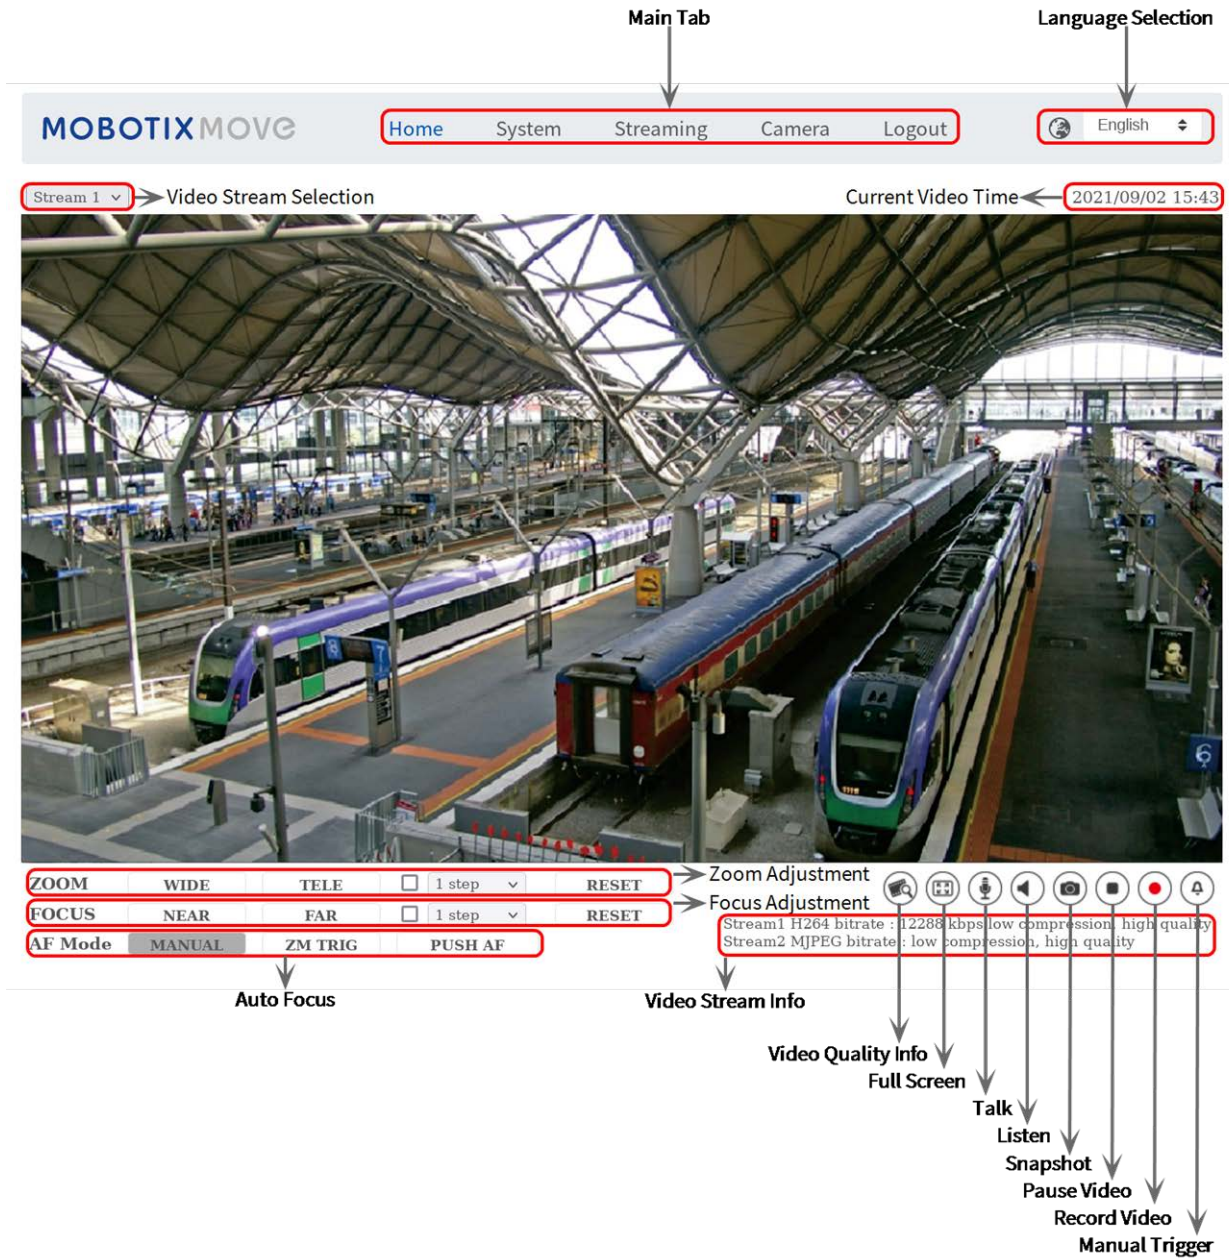 Main Tab
Language Selection
MOBOTIXMOVE
Home
System
Streaming
Camera
Logout
English
Stream 1
Video Stream Selection
Current Video Time
2021/09/02 15:43
8
7
6
ZOOM WIDE TELE 1 step RESET
Zoom Adjustment
FOCUS NEAR FAR 1 step RESET
Focus Adjustment
AF Mode MANUAL ZM TRIG PUSH AF
Stream1 H264 bitrate : 12288 kbps low compression, high quality
Stream2 MJPEG bitrate : low compression, high quality
Auto Focus
Video Stream Info
Video Quality Info
Full Screen
Talk
Listen
Snapshot
Pause Video
Record Video
Manual Trigger